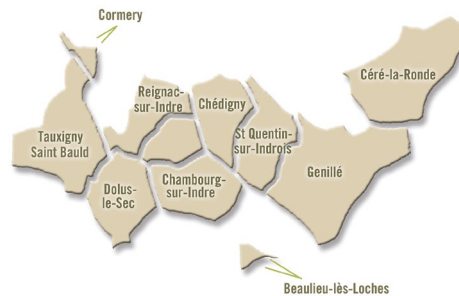 Cormery
Céré-la-Ronde
Reignac-
sur-Indre
Chédigny
Tauxigny
Saint Bauld
St Quentin-
sur-Indrois
Genillé
Dolus-
le-Sec
Chambourg-
sur-Indre
Beaulieu-lès-Loches